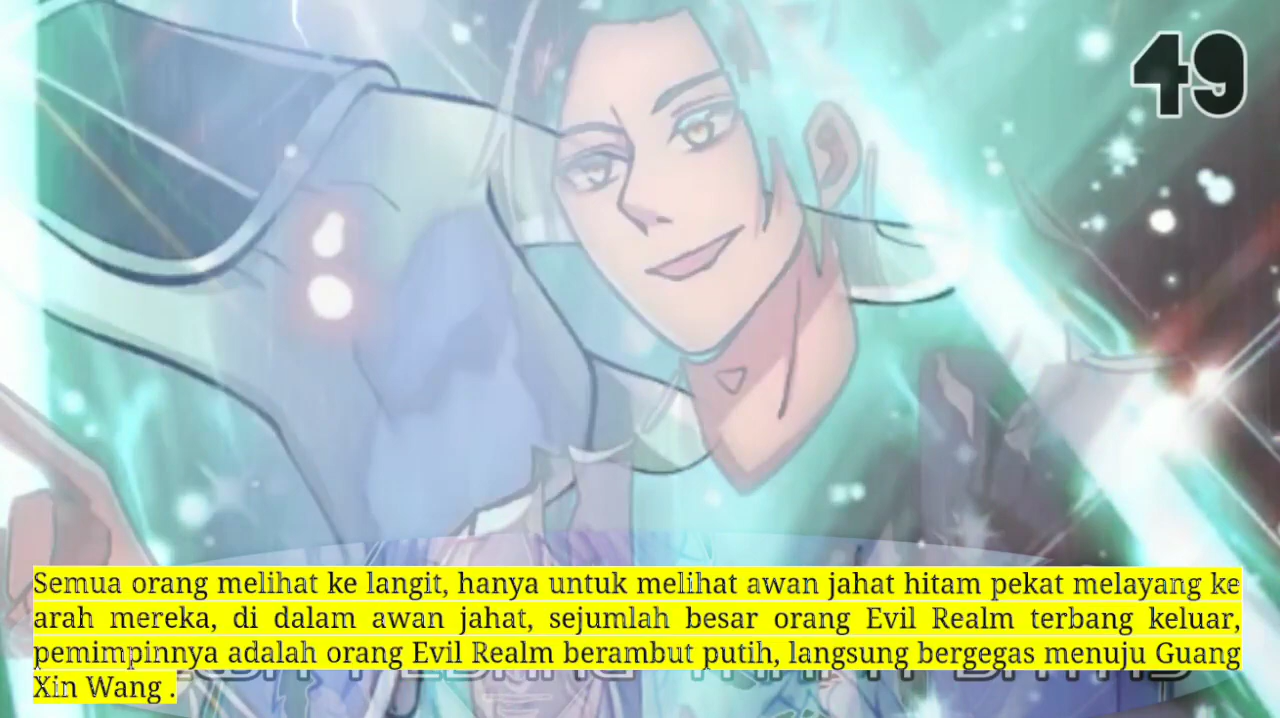 49
Semua orang melihat ke langit, hanya untuk melihat awan jahat hitam pekat melayang ke
arah mereka, di dalam awan jahat, sejumlah besar orang Evil Realm terbang keluar,
pemimpinnya adalah orang Evil Realm berambut putih, langsung bergegas menuju Guang
Xin Wang .